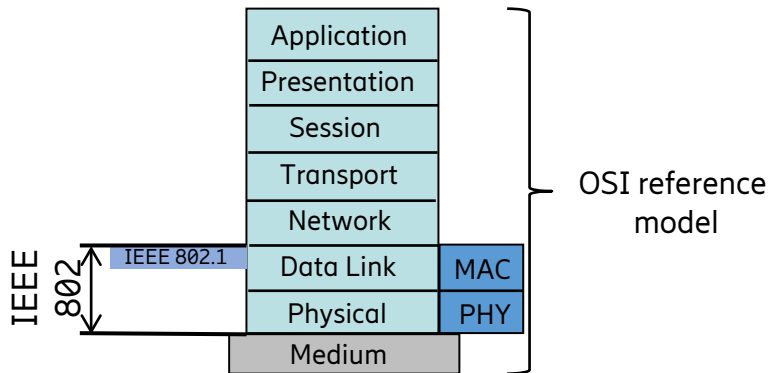 Application
Presentation
Session
Transport
Network
IEEE 802.1
Data Link
MAC
Physical
PHY
Medium
IEEE
802
OSI reference
model